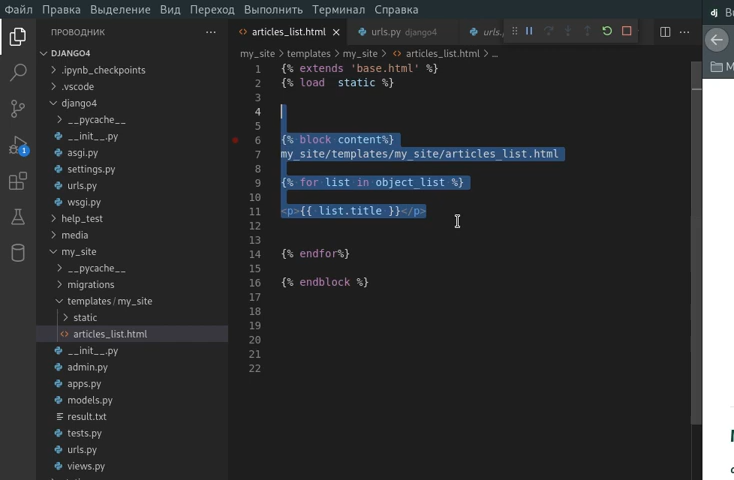 Файл Правка Выделение Вид Переход Выполнить Терминал Справка
ПРОВОДНИК ···
articles_list.html × urls.py django4 urls.
my_site > templates > my_site > articles_list.html > ...
DJANGO4
.ipynb_checkpoints
.vscode
django4
__pycache__
__init__.py
asgi.py
settings.py
urls.py
wsgi.py
help_test
media
my_site
__pycache__
migrations
templates / my_site
static
articles_list.html
__init__.py
admin.py
apps.py
models.py
result.txt
tests.py
urls.py
views.py
1
1 {% extends 'base.html' %}
2 {% load  static %}
3
4
5
6 {% block content%}
7 my_site/templates/my_site/articles_list.html
8
9 {% for list in object_list %}
10
11 <p>{{ list.title }}</p>
12
13
14 {% endfor%}
15
16 {% endblock %}
17
18
19
20
21
22
dj